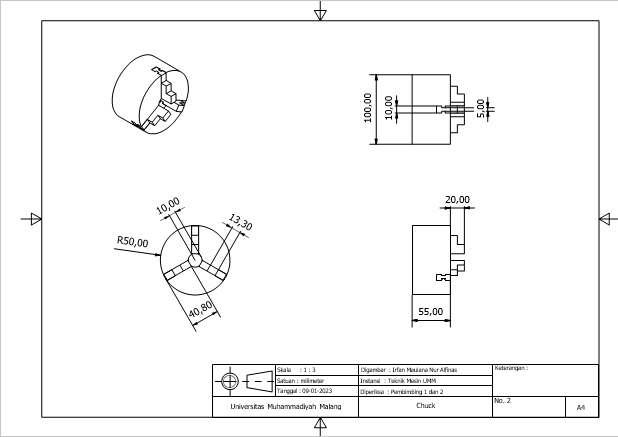 100,00
10,00
5,00
10,00
13,30
R50,00
40,80
20,00
55,00
Skala : 1 : 3
Satuan : milimeter
Tanggal : 09-01-2023
Digambar : Irfan Maulana Nur Alfinas
Instansi : Teknik Mesin UMM
Diperiksa : Pembimbing 1 dan 2
Keterangan :
Universitas Muhammadiyah Malang
Chuck
No. 2
A4